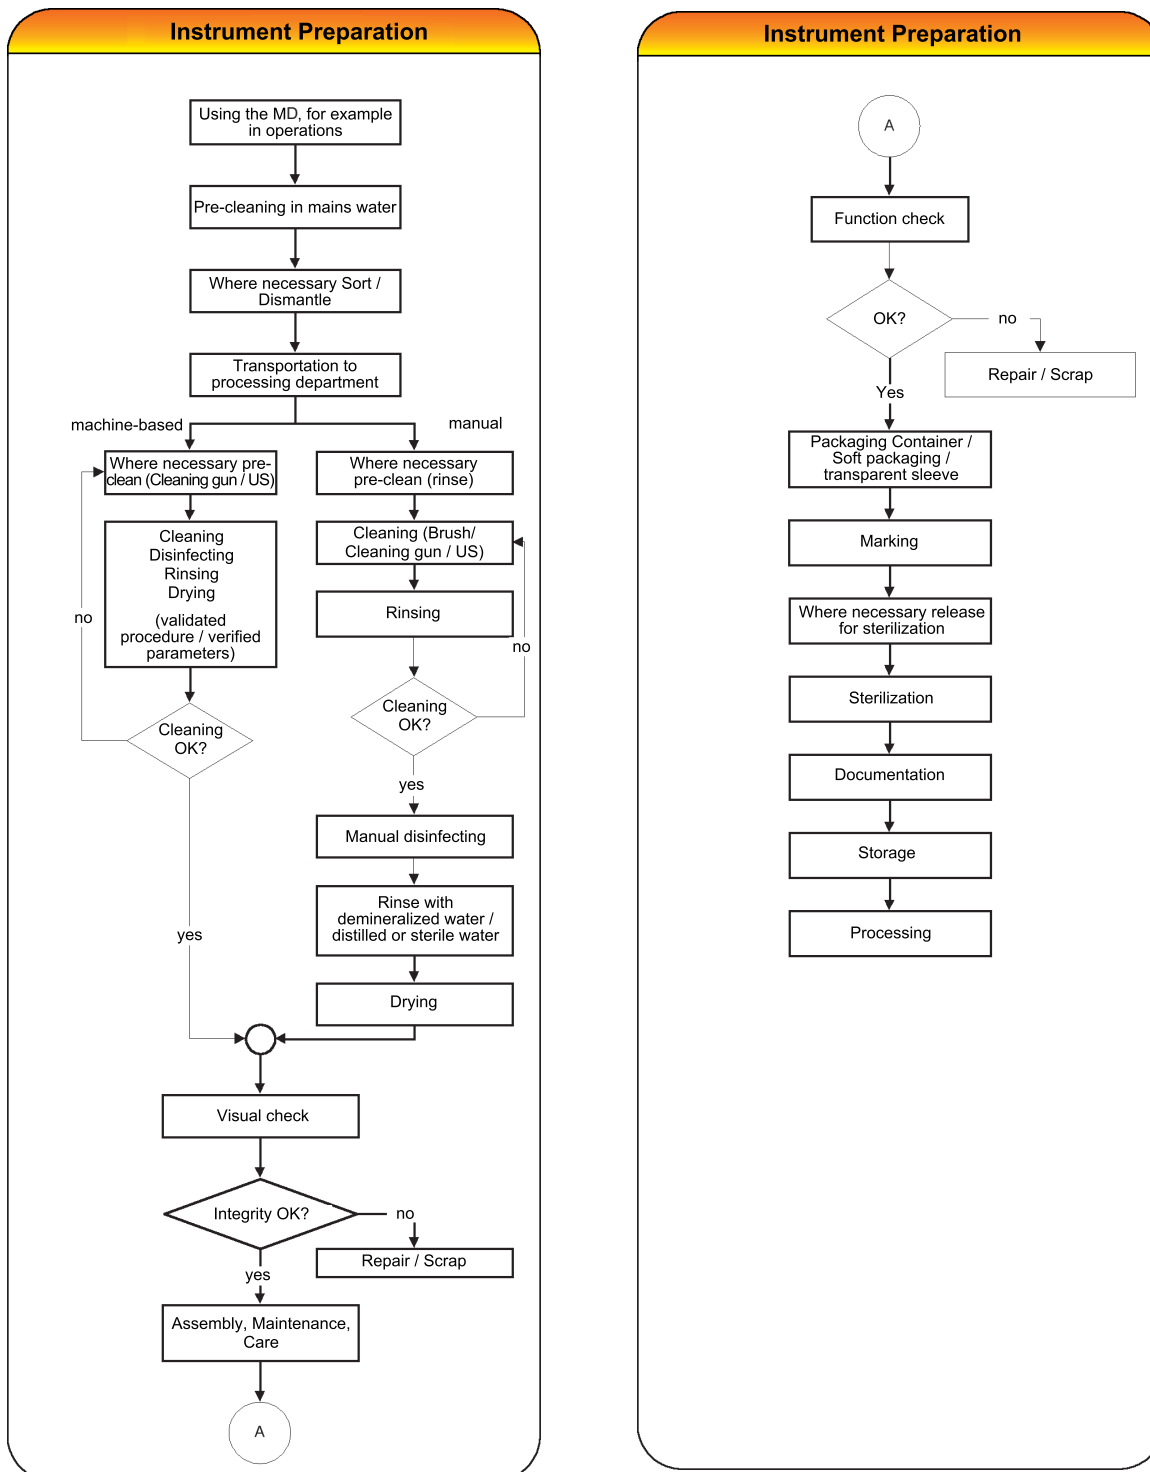 Instrument Preparation
Using the MD, for example
in operations
Pre-cleaning in mains water
Where necessary Sort /
Dismantle
Transportation to
processing department
machine-based
manual
Where necessary pre-
clean (Cleaning gun / US)
Where necessary
pre-clean (rinse)
Cleaning
Disinfecting
Rinsing
Drying
(validated
procedure / verified
parameters)
Cleaning (Brush/
Cleaning gun / US)
Rinsing
no
no
Cleaning
OK?
Cleaning
OK?
yes
Manual disinfecting
Rinse with
demineralized water /
distilled or sterile water
yes
Drying
Visual check
Integrity OK?
no
Repair / Scrap
yes
Assembly, Maintenance,
Care
A
Instrument Preparation
A
Function check
OK?
no
Repair / Scrap
Yes
Packaging Container /
Soft packaging /
transparent sleeve
Marking
Where necessary release
for sterilization
Sterilization
Documentation
Storage
Processing